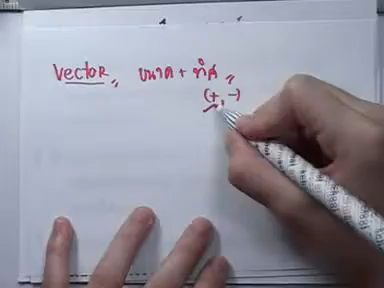 Vector ,, ขนาด + ทิศ ,,
(+, -)